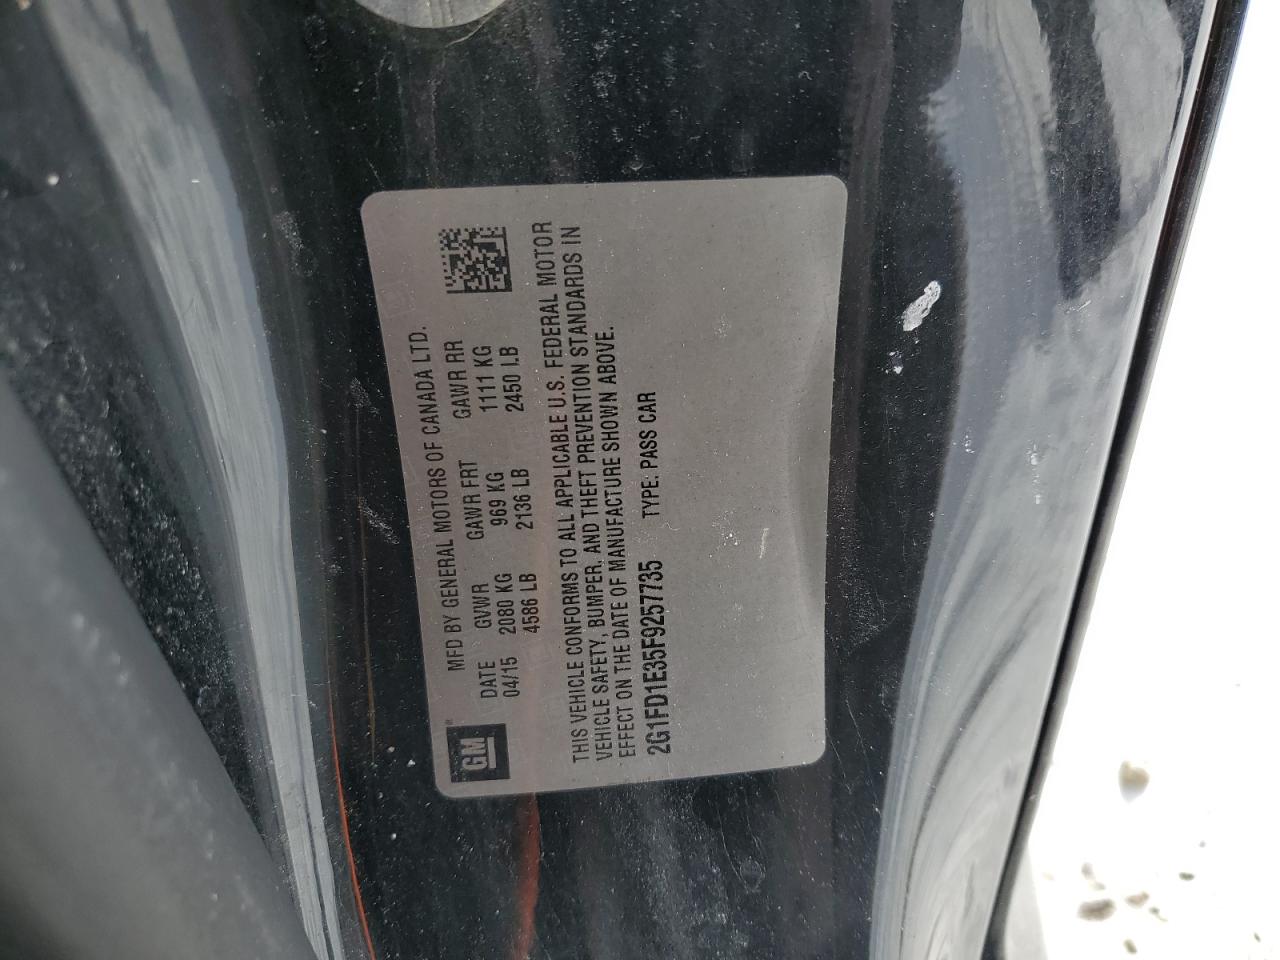 GM®
MFD BY GENERAL MOTORS OF CANADA LTD.
DATE GVWR GAWR FRT GAWR RR
04/15 2080 KG 969 KG 1111 KG
4586 LB 2136 LB 2450 LB
THIS VEHICLE CONFORMS TO ALL APPLICABLE U.S. FEDERAL MOTOR
VEHICLE SAFETY, BUMPER, AND THEFT PREVENTION STANDARDS IN
EFFECT ON THE DATE OF MANUFACTURE SHOWN ABOVE.
2G1FD1E35F9257735 TYPE: PASS CAR